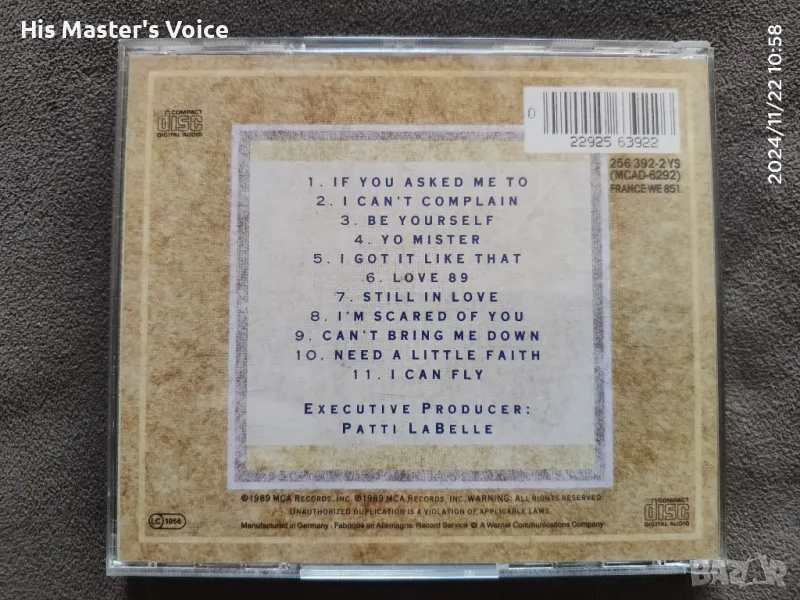 His Master's Voice
2024/11/22 10:58
COMPACT
disc
DIGITAL AUDIO
0
22925 63922
256 392-2 YS
(MCAD-6292)
FRANCE: WE 851
1. IF YOU ASKED ME TO
2. I CAN'T COMPLAIN
3. BE YOURSELF
4. YO MISTER
5. I GOT IT LIKE THAT
6. LOVE 89
7. STILL IN LOVE
8. I'M SCARED OF YOU
9. CAN'T BRING ME DOWN
10. NEED A LITTLE FAITH
11. I CAN FLY
EXECUTIVE PRODUCER:
PATTI LABELLE
©1989 MCA RECORDS, INC. ℗1989 MCA RECORDS, INC. WARNING: ALL RIGHTS RESERVED.
UNAUTHORIZED DUPLICATION IS A VIOLATION OF APPLICABLE LAWS.
LC 1056
Manufactured in Germany · Fabriqué en Allemagne. Record Service A Warner Communications Company
COMPACT
disc
DIGITAL AUDIO
BAZAR